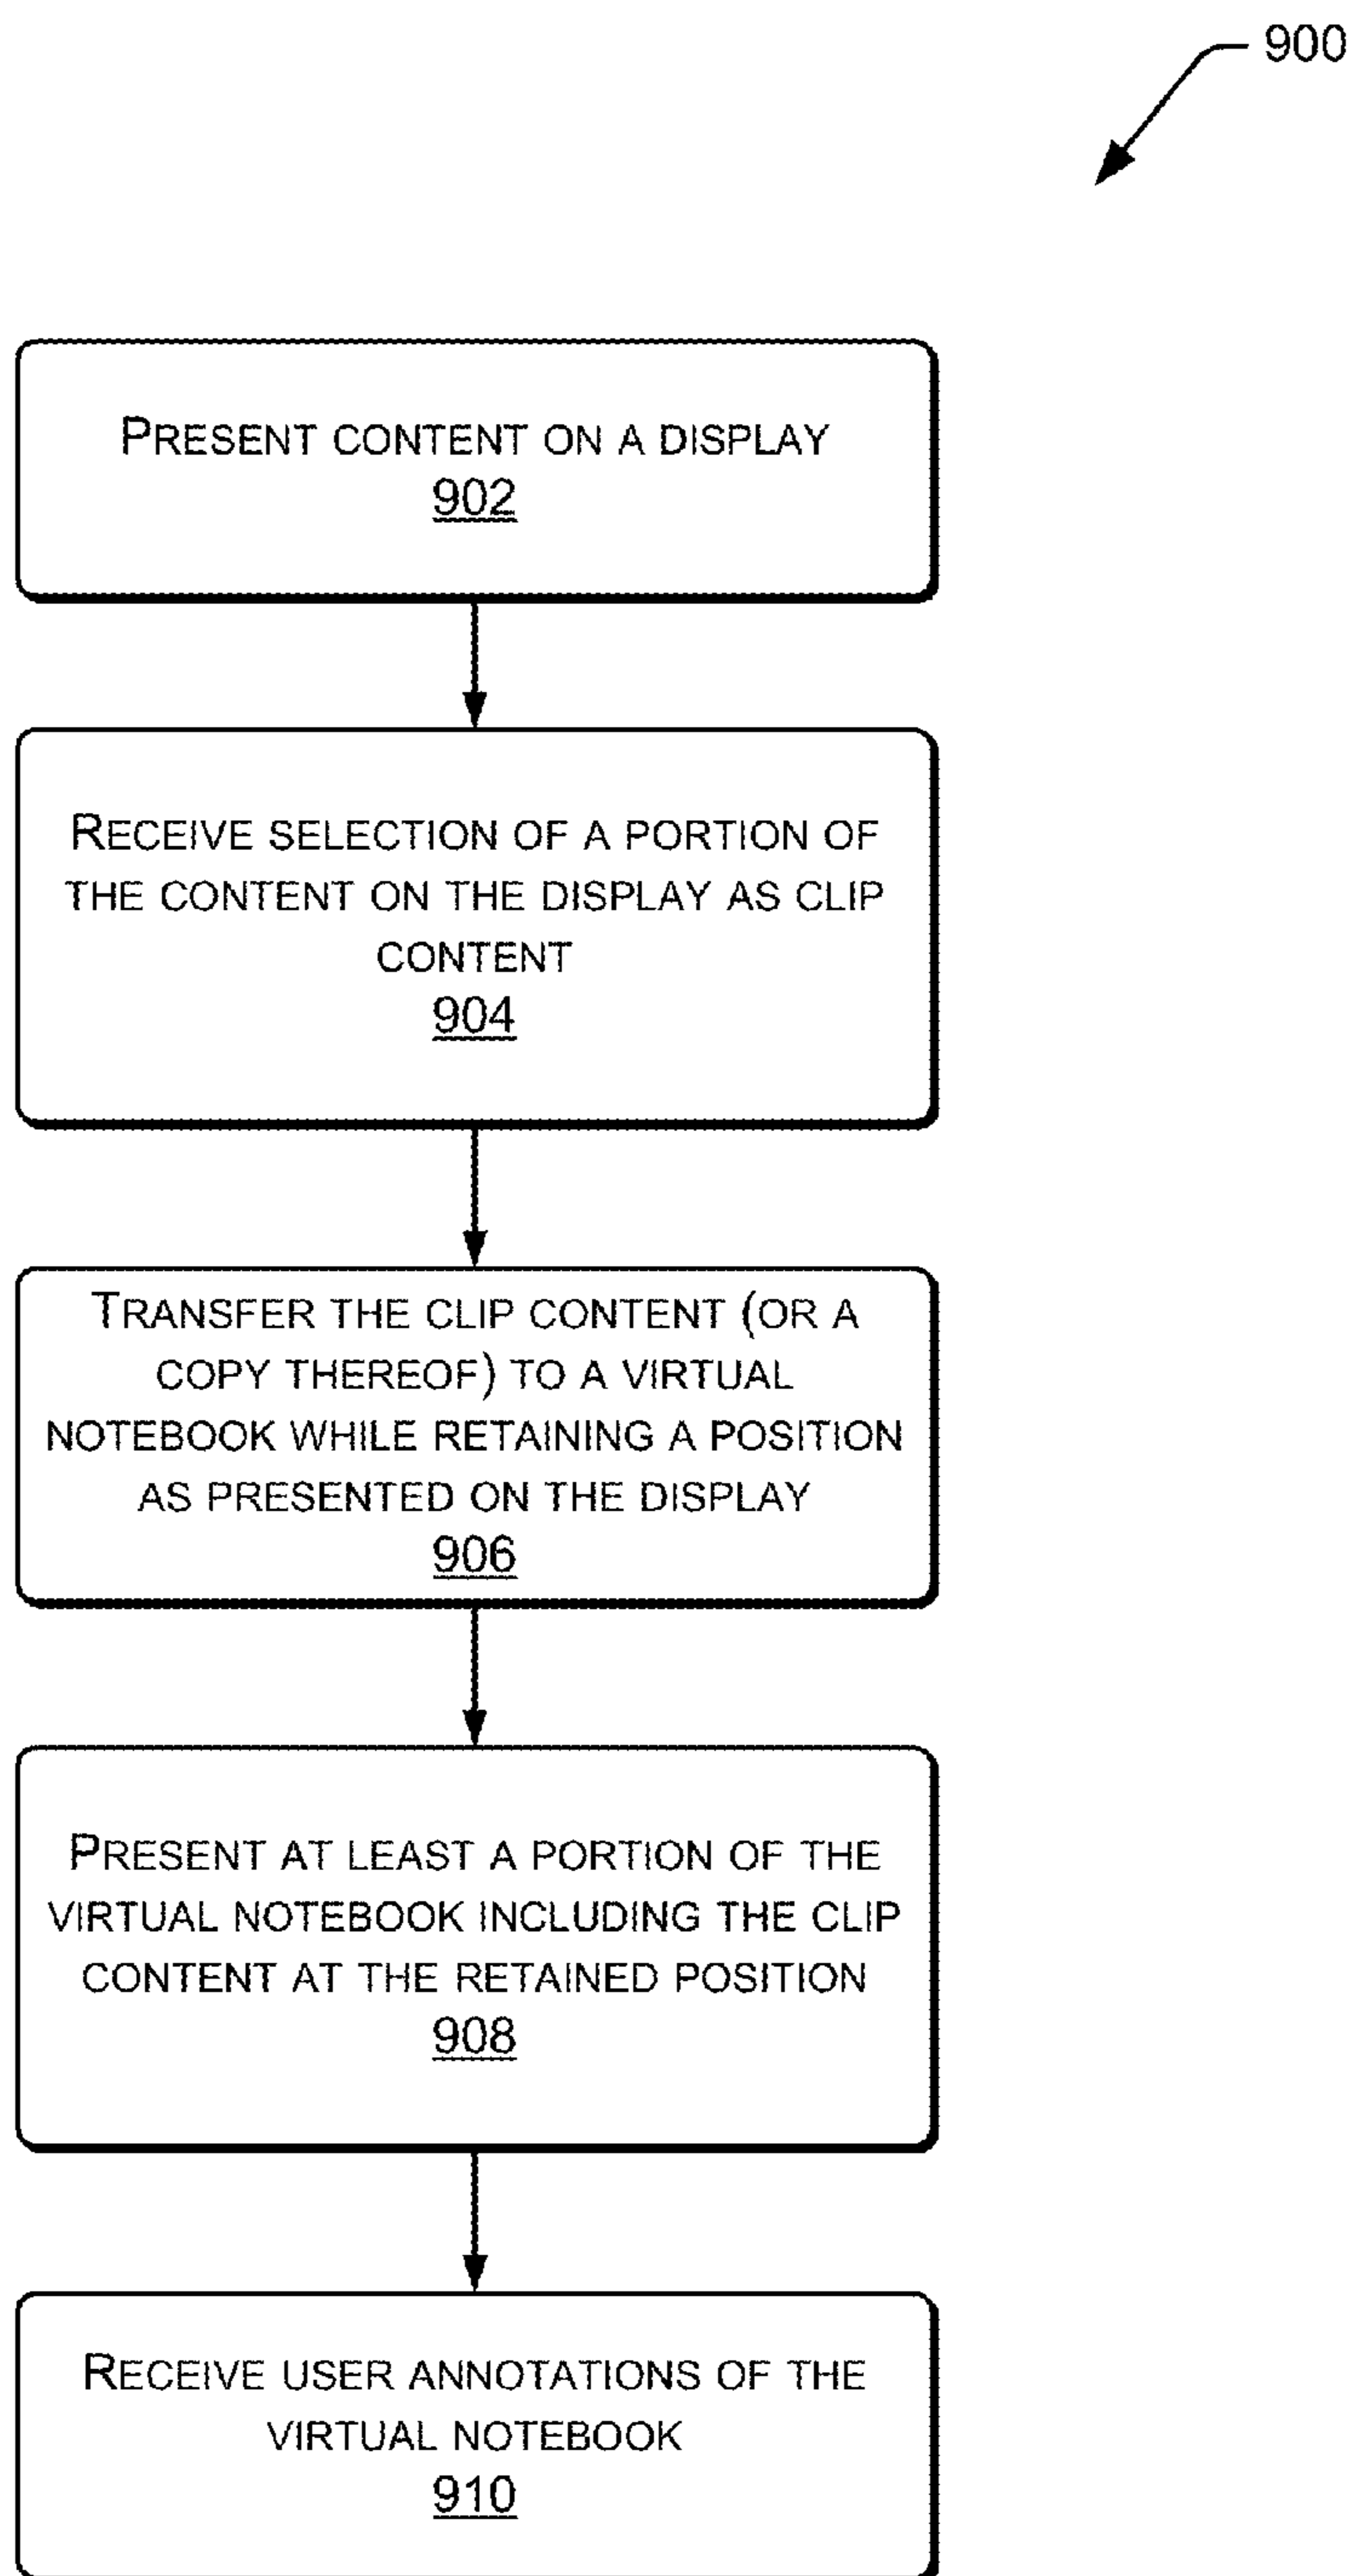 900
PRESENT CONTENT ON A DISPLAY
902
RECEIVE SELECTION OF A PORTION OF
THE CONTENT ON THE DISPLAY AS CLIP
CONTENT
904
TRANSFER THE CLIP CONTENT (OR A
COPY THEREOF) TO A VIRTUAL
NOTEBOOK WHILE RETAINING A POSITION
AS PRESENTED ON THE DISPLAY
906
PRESENT AT LEAST A PORTION OF THE
VIRTUAL NOTEBOOK INCLUDING THE CLIP
CONTENT AT THE RETAINED POSITION
908
RECEIVE USER ANNOTATIONS OF THE
VIRTUAL NOTEBOOK
910